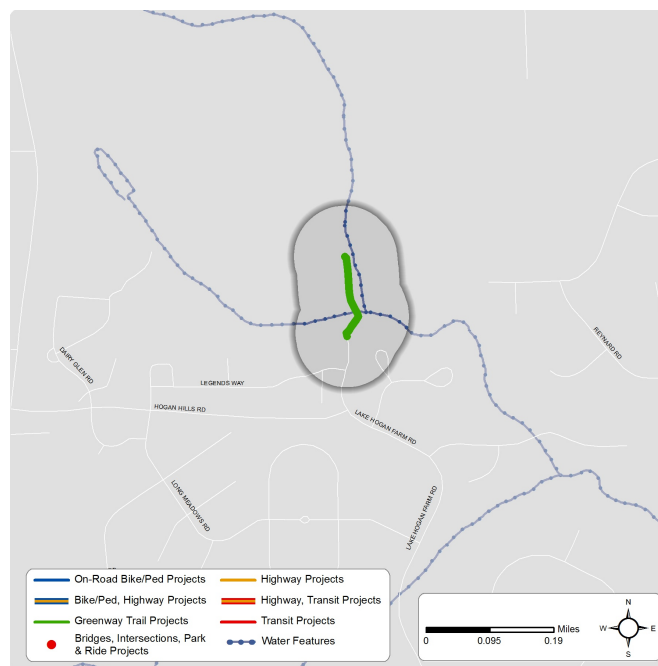 REYNARD RD
DAIRY GLEN RD
LEGENDS WAY
HOGAN HILLS RD
LAKE HOGAN FARM RD
LONG MEADOWS RD
LAKE HOGAN FARM RD
On-Road Bike/Ped Projects
Highway Projects
Bike/Ped, Highway Projects
Highway, Transit Projects
Greenway Trail Projects
Transit Projects
Bridges, Intersections, Park
& Ride Projects
Water Features
Miles
0 0.095 0.19
N
W E
S